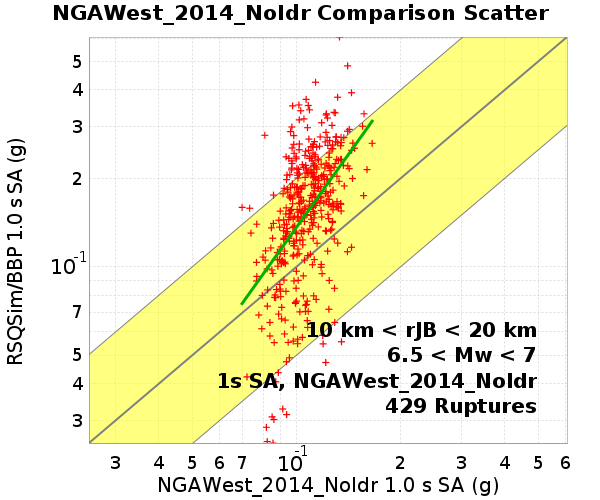 NGAWest_2014_NoIdr Comparison Scatter
RSQSim/BBP 1.0 s SA (g)
5
4
3
2
10^-1
7
5
4
3
10 km < rJB < 20 km
6.5 < Mw < 7
1s SA, NGAWest_2014_NoIdr
429 Ruptures
3 4 5 6 7 10^-1 2 3 4 5 6
NGAWest_2014_NoIdr 1.0 s SA (g)